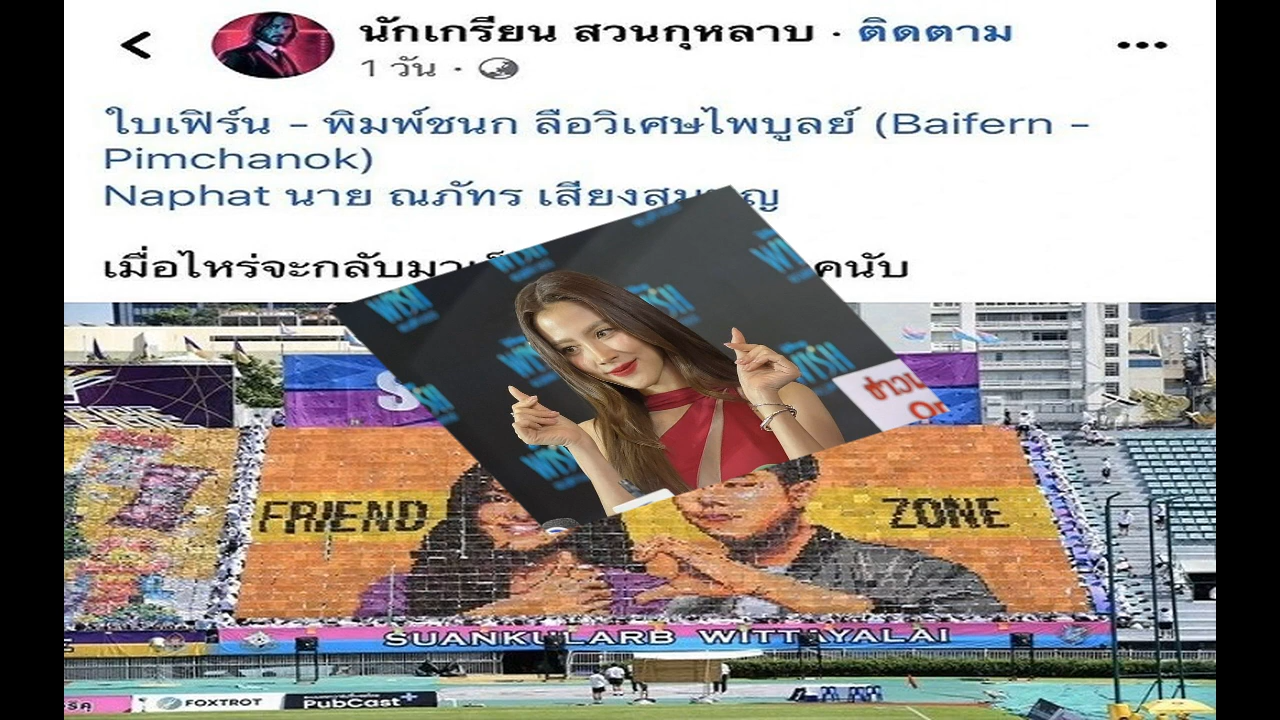 นักเกรียน สวนกุหลาบ · ติดตาม
1 วัน ·
ใบเฟิร์น - พิมพ์ชนก ลือวิเศษไพบูลย์ (Baifern -
Pimchanok)
Naphat นาย ณภัทร เสียงสม
เมื่อไหร่จะกลับมา คนับ
WISH
WISH
WISH
WISH
FRIEND
ZONE
SUANKULARB WITTAYALAI
FOXTROT
PubCast+